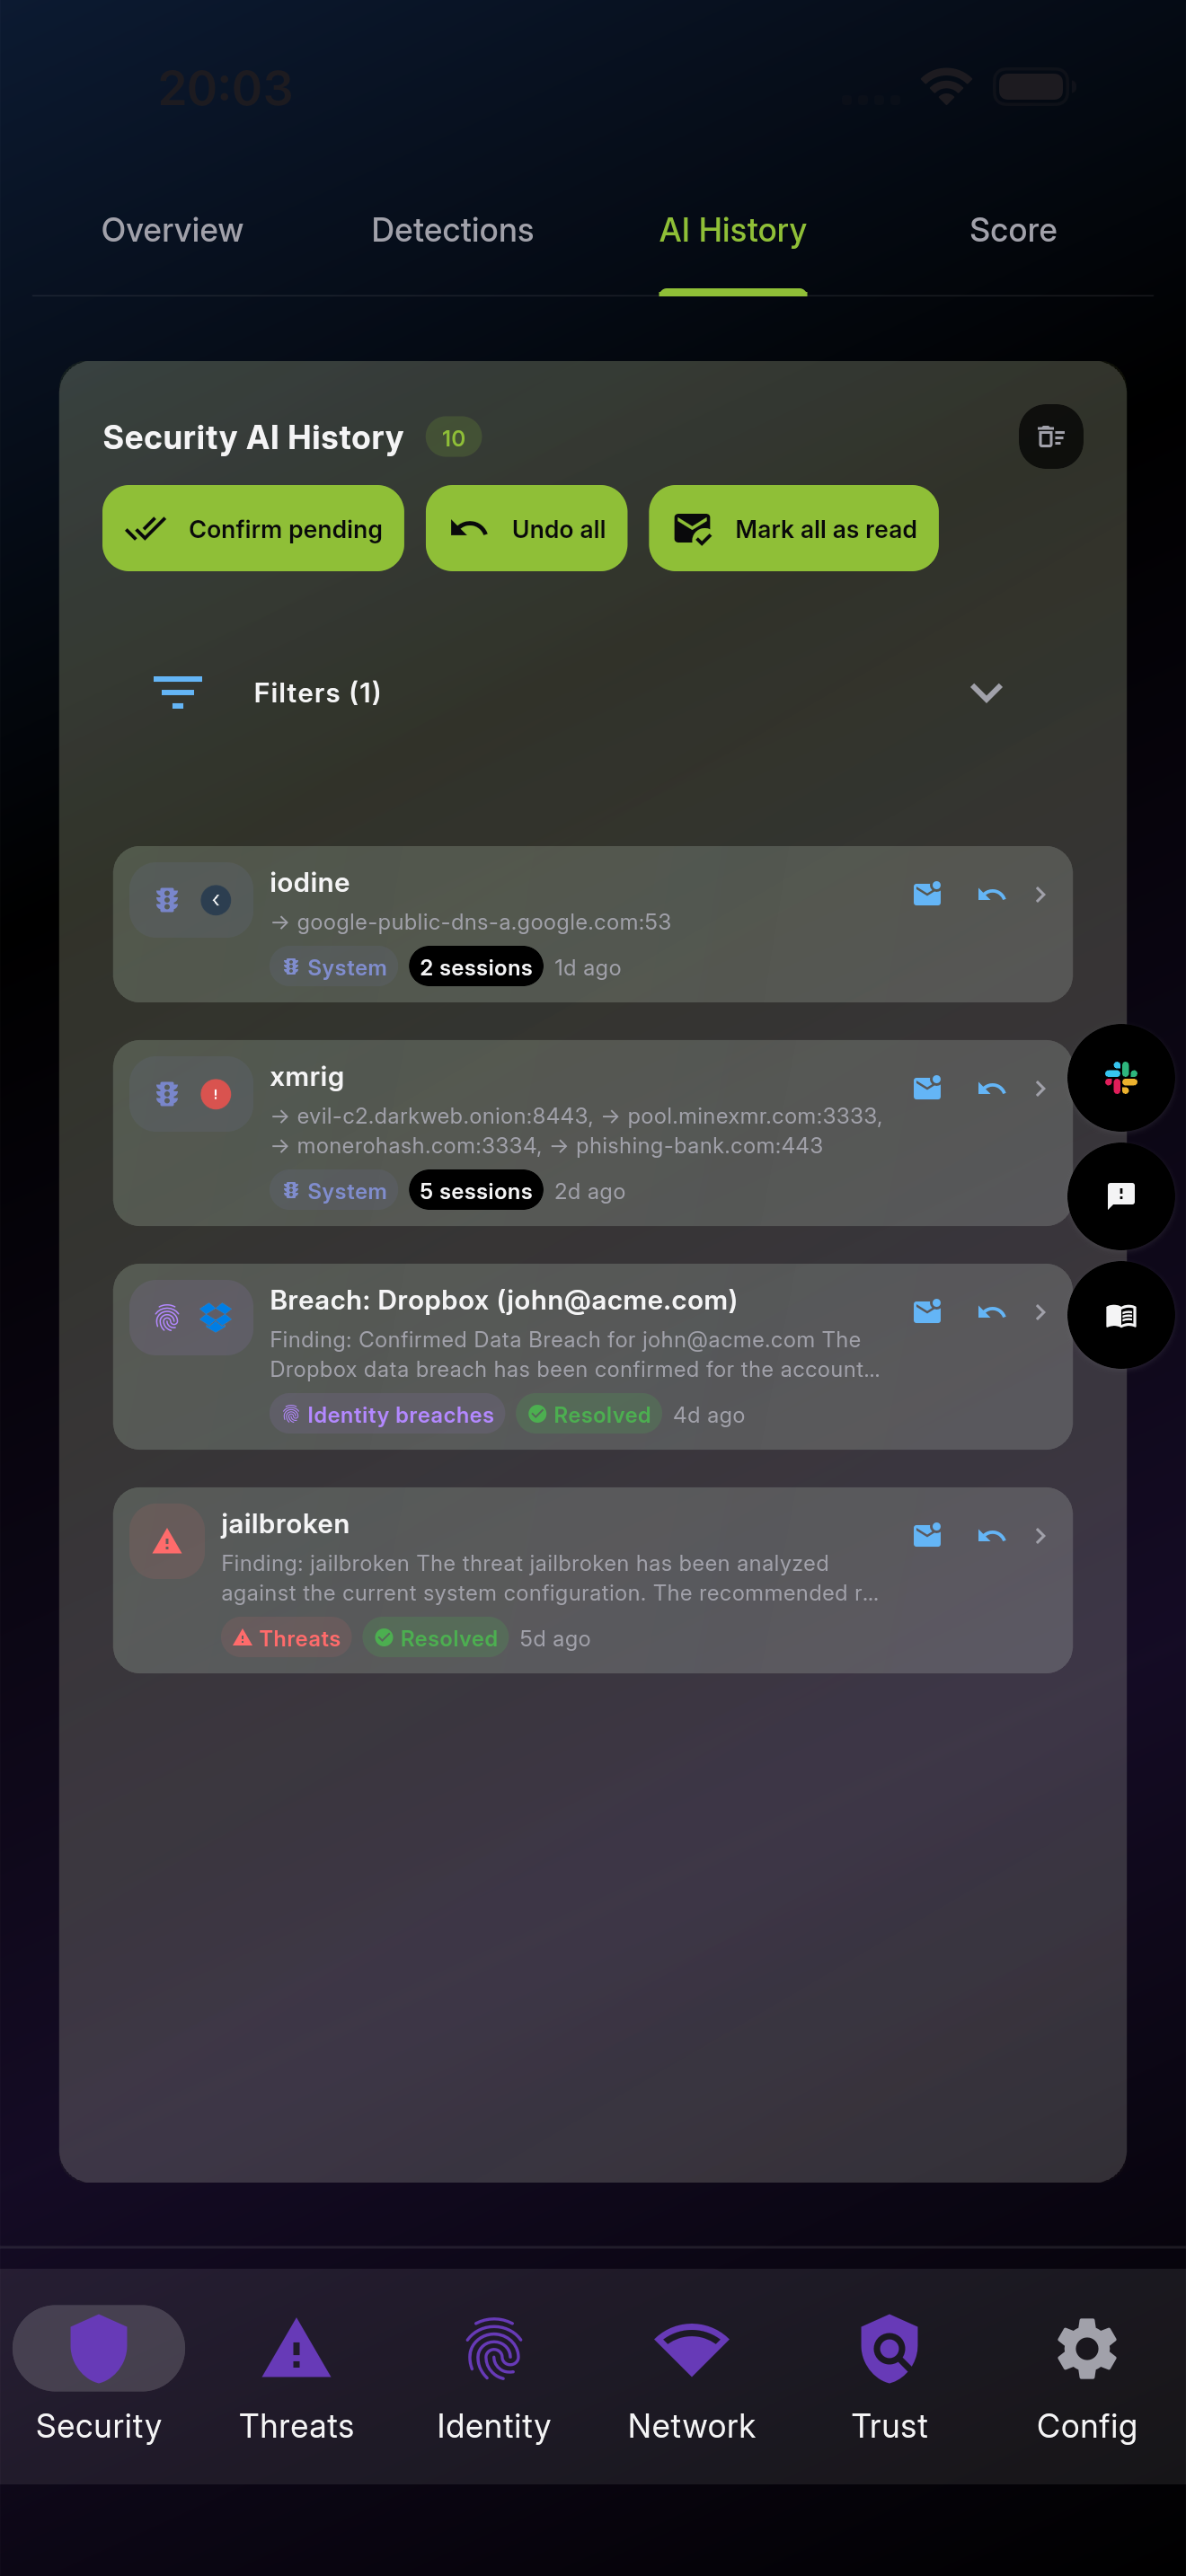 20:03
Overview Detections AI History Score
Security AI History 10
Confirm pending Undo all Mark all as read
Filters (1)
iodine
→ google-public-dns-a.google.com:53
System 2 sessions 1d ago
xmrig
→ evil-c2.darkweb.onion:8443, → pool.minexmr.com:3333,
→ monerohash.com:3334, → phishing-bank.com:443
System 5 sessions 2d ago
Breach: Dropbox (john@acme.com)
Finding: Confirmed Data Breach for john@acme.com The
Dropbox data breach has been confirmed for the account...
Identity breaches Resolved 4d ago
jailbroken
Finding: jailbroken The threat jailbroken has been analyzed
against the current system configuration. The recommended r...
Threats Resolved 5d ago
Security Threats Identity Network Trust Config